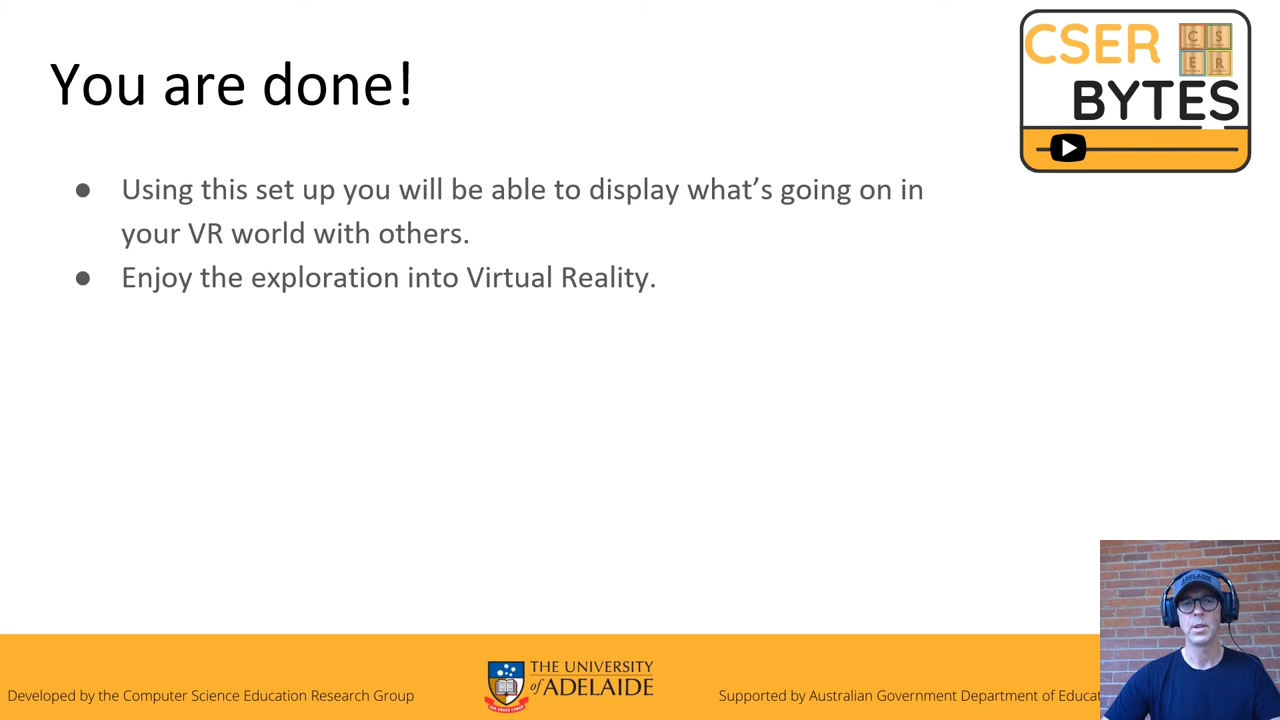 You are done!
CSER
C S
E R
BYTES
● Using this set up you will be able to display what’s going on in
your VR world with others.
● Enjoy the exploration into Virtual Reality.
ADELAIDE
Developed by the Computer Science Education Research Group
THE UNIVERSITY
of ADELAIDE
Supported by Australian Government Department of Educat